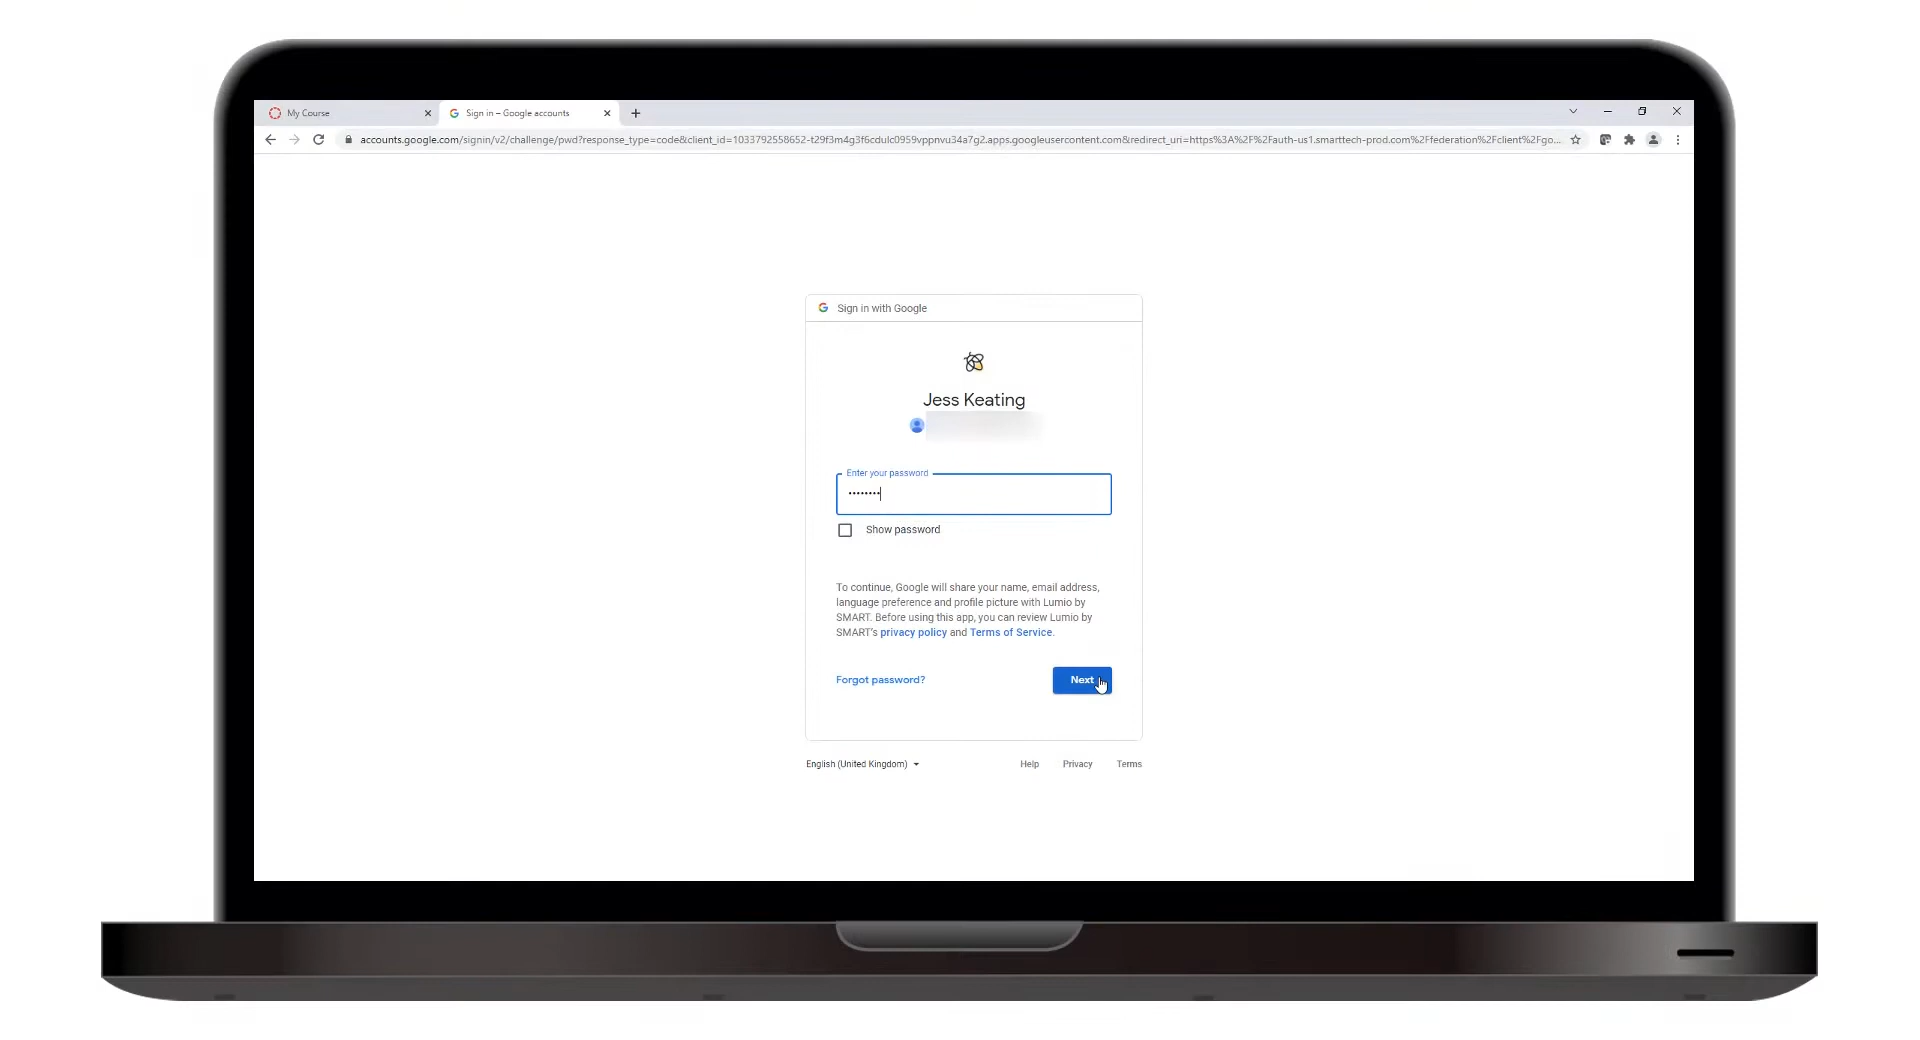 My Course
Sign in – Google accounts
accounts.google.com/signin/v2/challenge/pwd?response_type=code&client_id=1033792558652-t29f3m4g3f6cdulc0959vppnvu34a7g2.apps.googleusercontent.com&redirect_uri=https%3A%2F%2Fauth-us1.smarttech-prod.com%2Ffederation%2Fclient%2Fgo...
Sign in with Google
Jess Keating
Enter your password
••••••••
Show password
To continue, Google will share your name, email address,
language preference and profile picture with Lumio by
SMART. Before using this app, you can review Lumio by
SMART's privacy policy and Terms of Service.
Forgot password?
Next
English (United Kingdom)
Help
Privacy
Terms